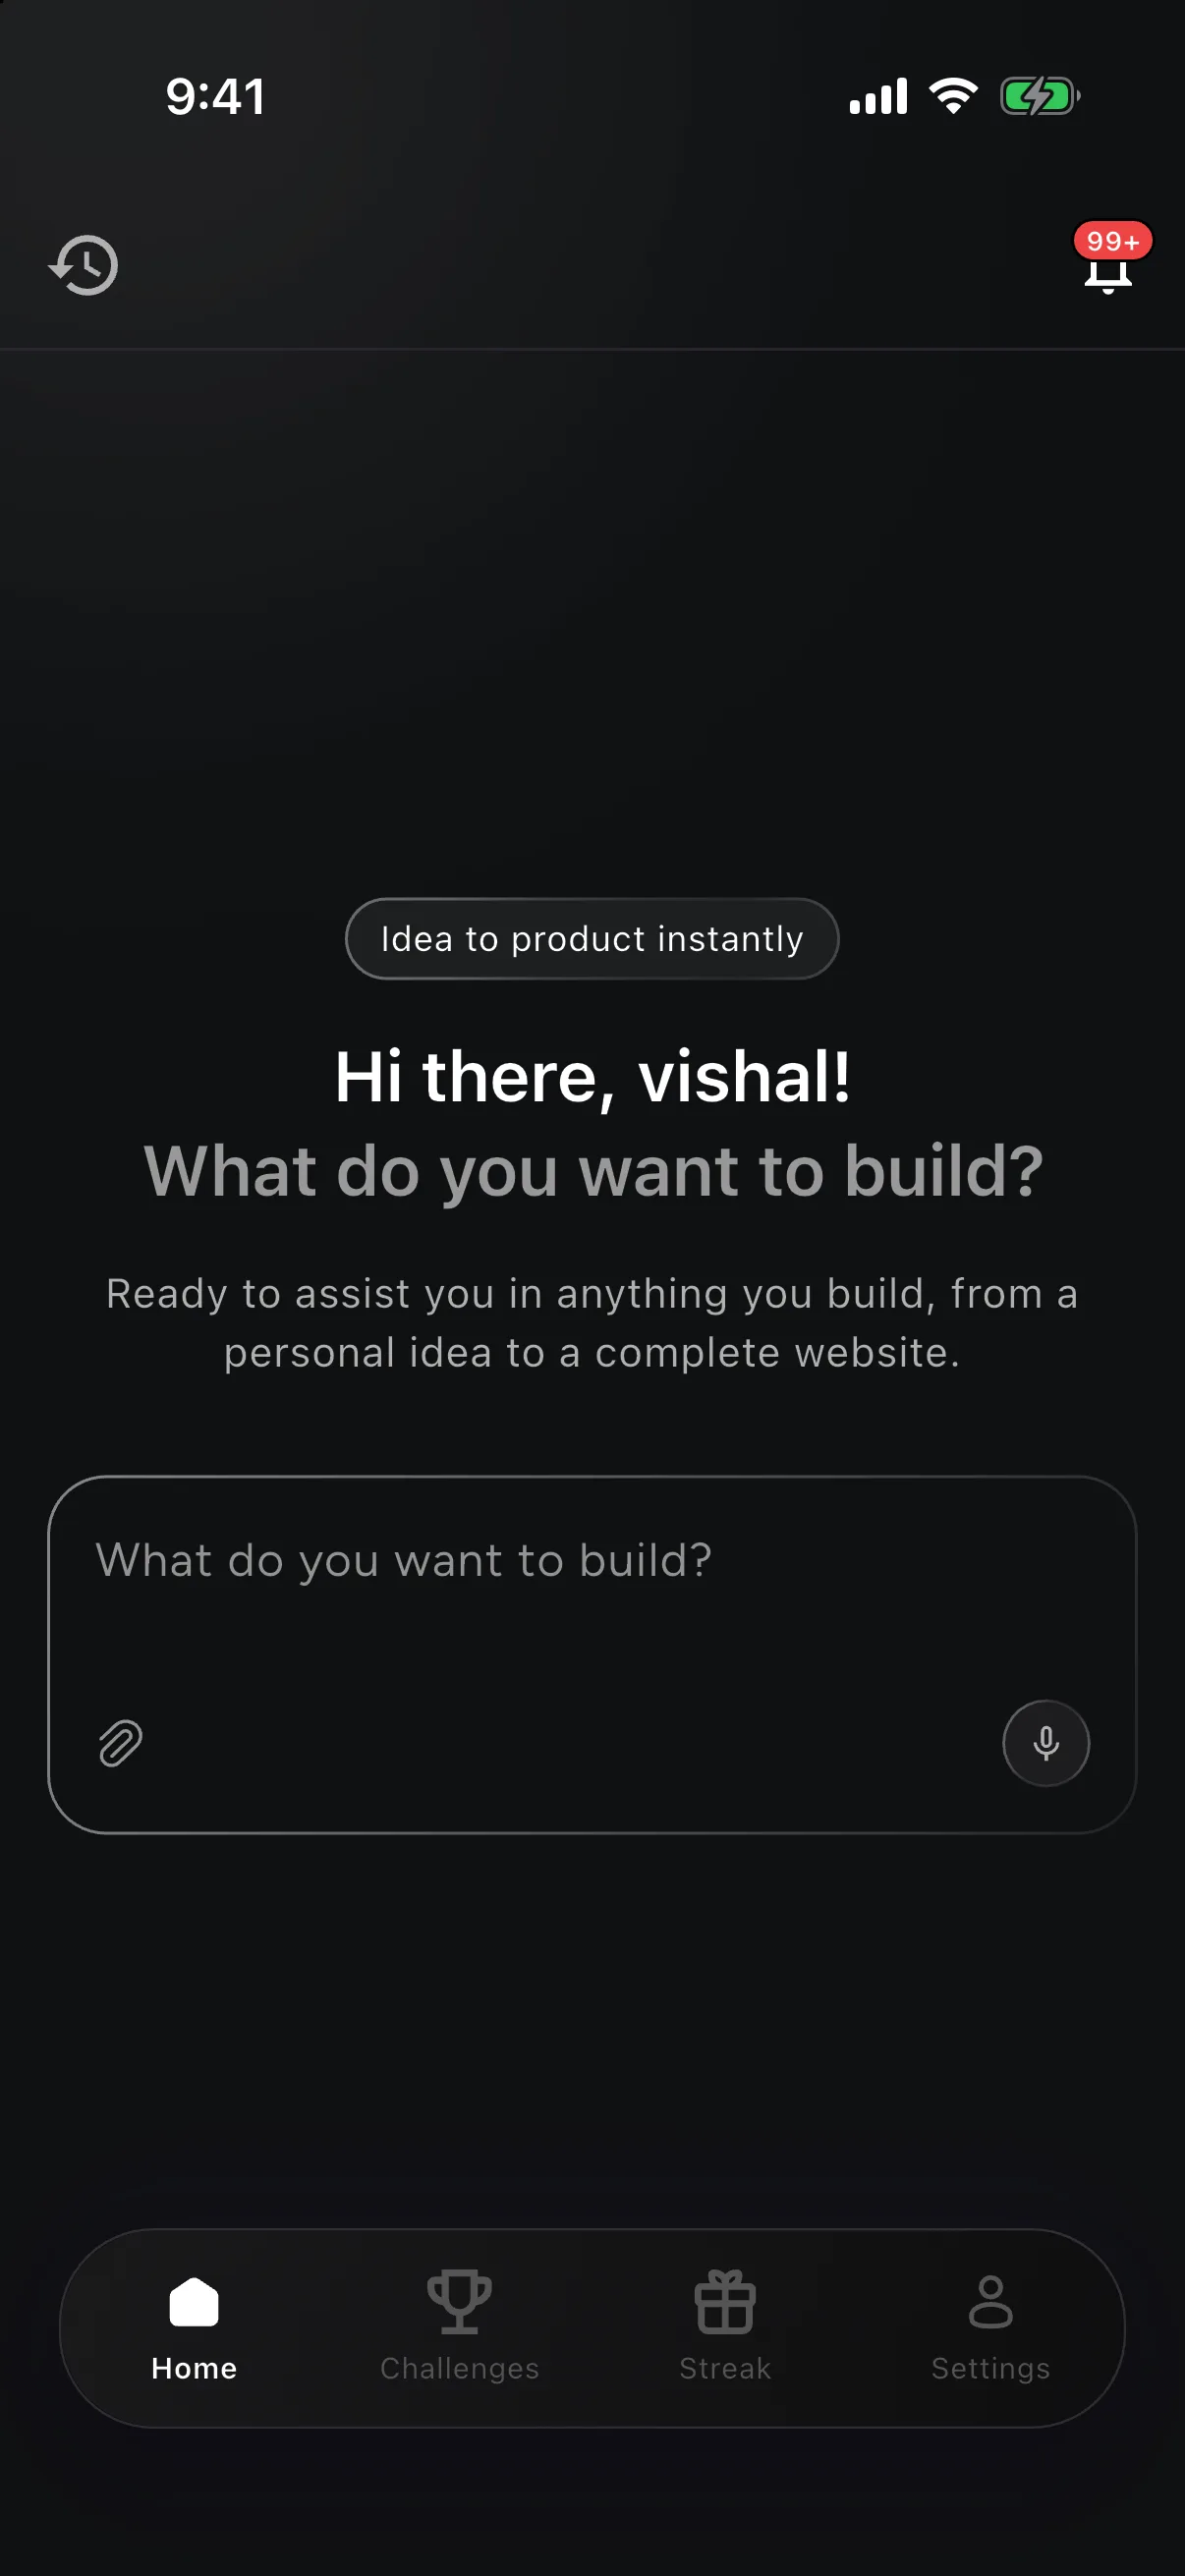 9:41
99+
Idea to product instantly
Hi there, vishal!
What do you want to build?
Ready to assist you in anything you build, from a
personal idea to a complete website.
What do you want to build?
Home
Challenges
Streak
Settings